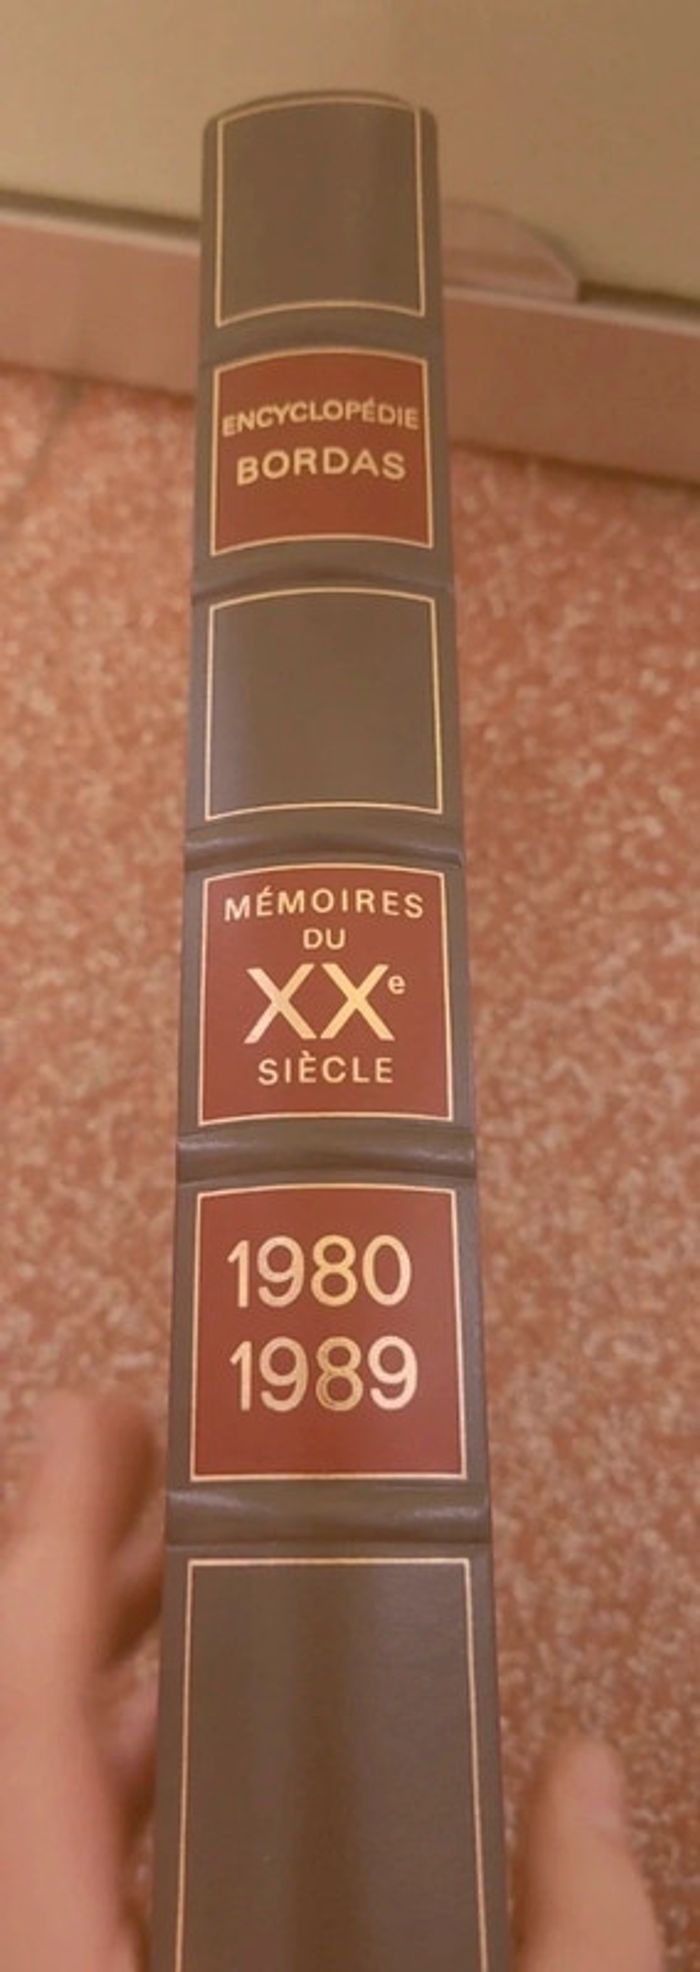 ENCYCLOPÉDIE
BORDAS
MÉMOIRES
DU
XXe
SIÈCLE
1980
1989